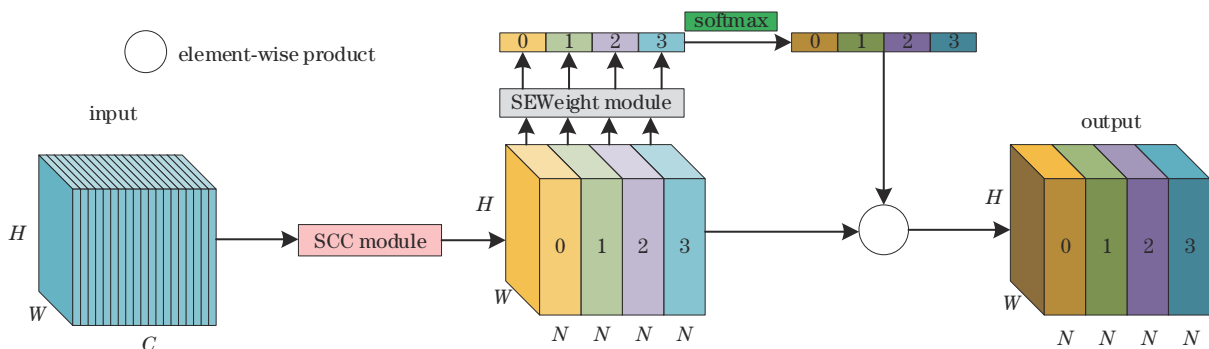 softmax
0 1 2 3
0 1 2 3
element-wise product
SEWeight module
input
output
H
W
C
SCC module
H
W
0 1 2 3
N N N N
H
W
0 1 2 3
N N N N